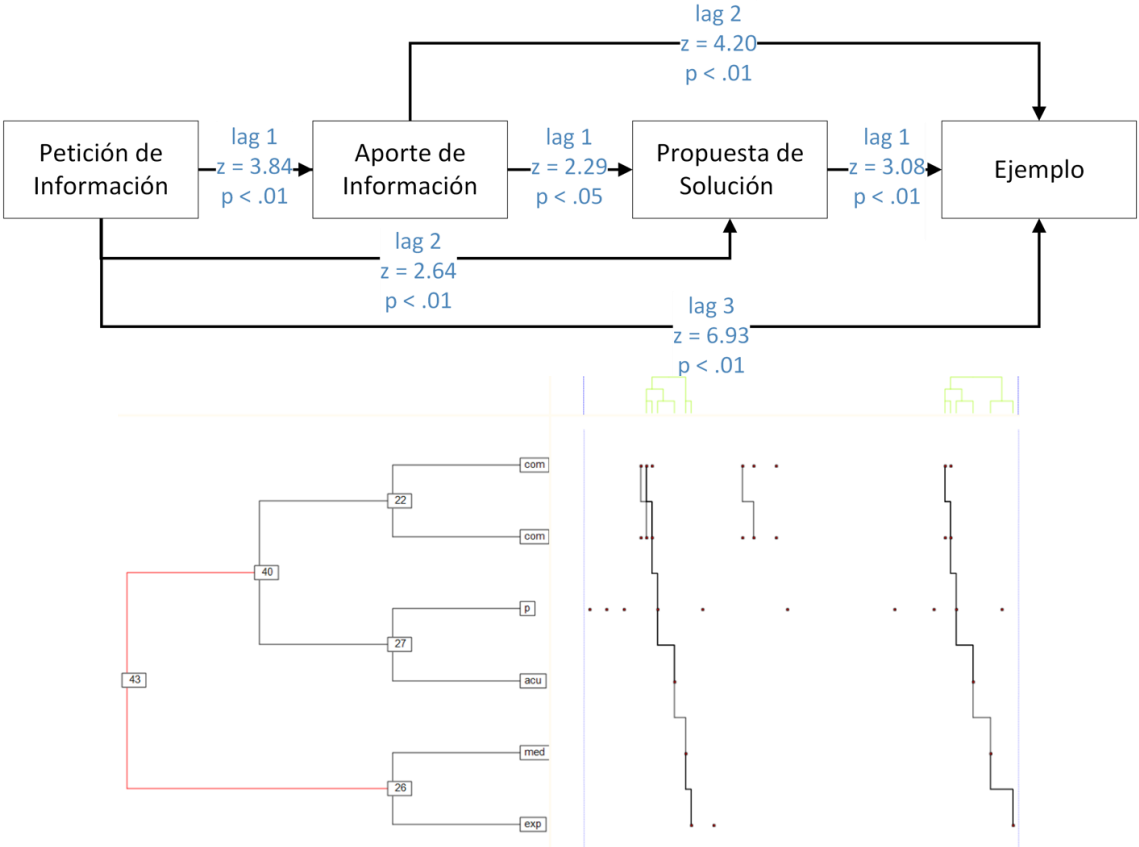 lag 2
z = 4.20
p < .01
Petición de
Información
lag 1
z = 3.84
p < .01
Aporte de
Información
lag 1
z = 2.29
p < .05
Propuesta de
Solución
lag 1
z = 3.08
p < .01
Ejemplo
lag 2
z = 2.64
p < .01
lag 3
z = 6.93
p < .01
com
22
com
40
p
27
acu
43
med
26
exp